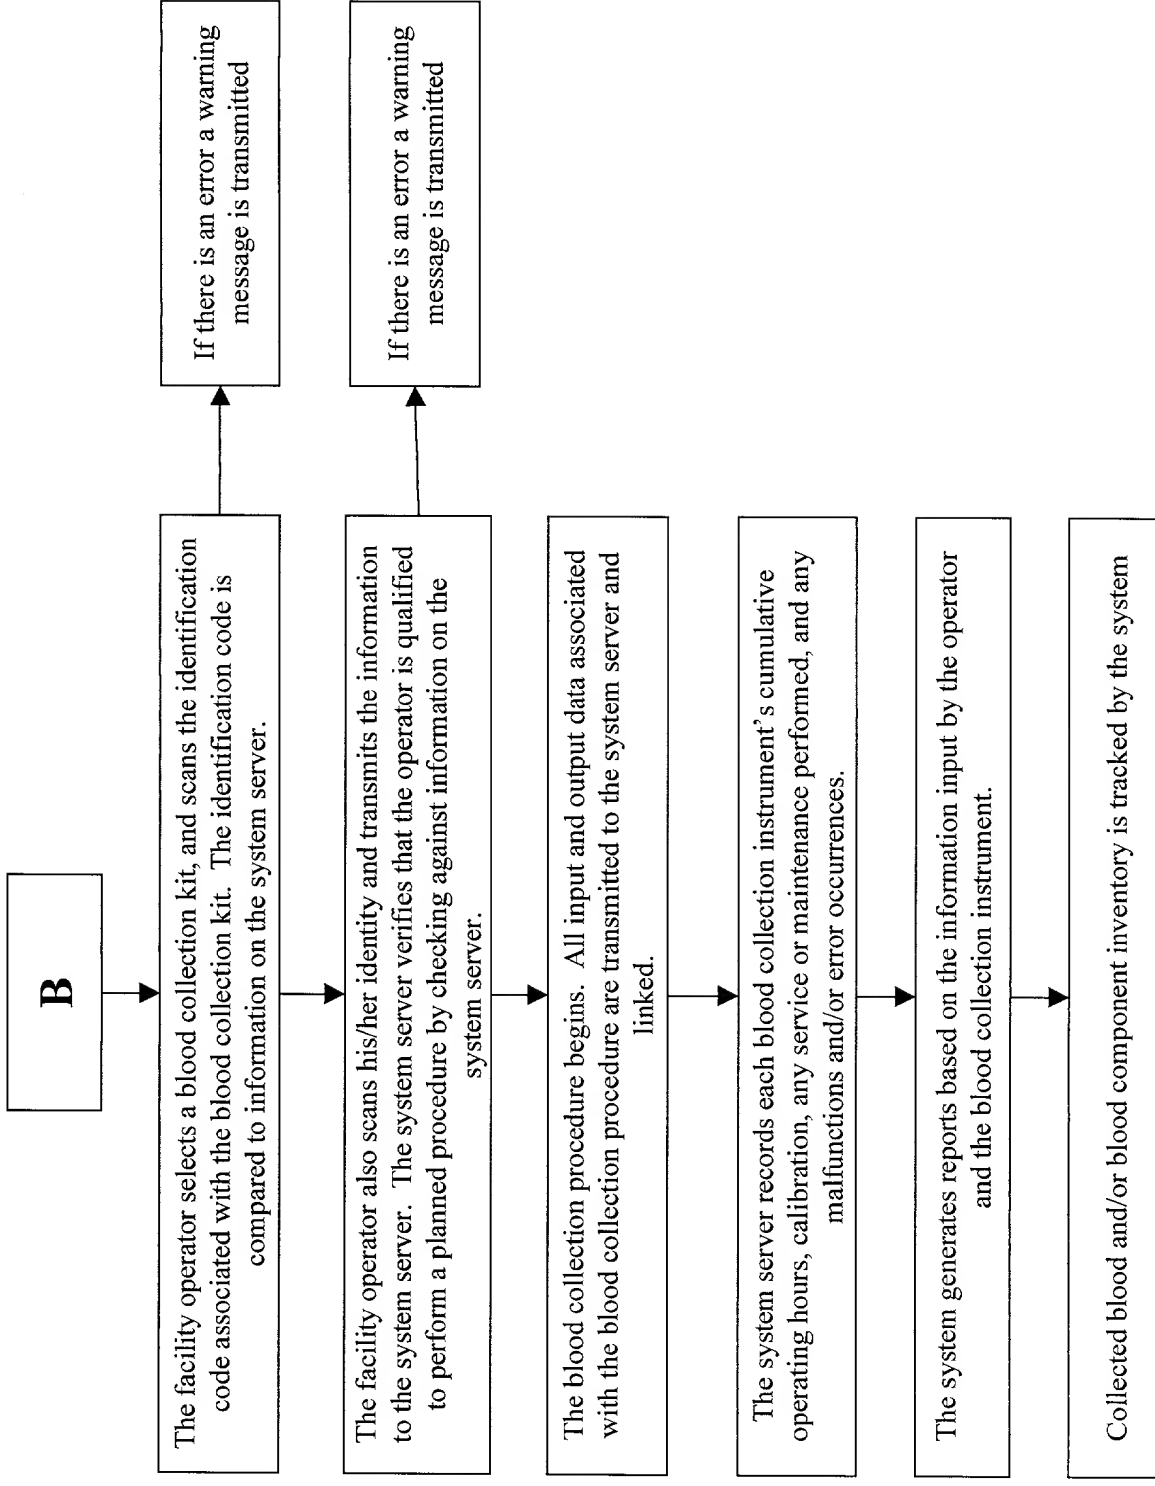 B
The facility operator selects a blood collection kit, and scans the identification
code associated with the blood collection kit. The identification code is
compared to information on the system server.
If there is an error a warning
message is transmitted
The facility operator also scans his/her identity and transmits the information
to the system server. The system server verifies that the operator is qualified
to perform a planned procedure by checking against information on the
system server.
If there is an error a warning
message is transmitted
The blood collection procedure begins. All input and output data associated
with the blood collection procedure are transmitted to the system server and
linked.
The system server records each blood collection instrument's cumulative
operating hours, calibration, any service or maintenance performed, and any
malfunctions and/or error occurrences.
The system generates reports based on the information input by the operator
and the blood collection instrument.
Collected blood and/or blood component inventory is tracked by the system